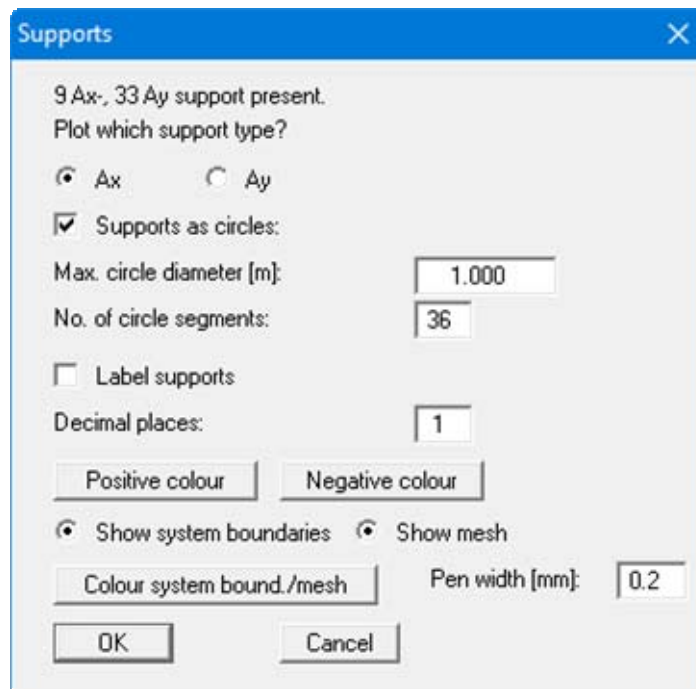 Supports
9 Ax-, 33 Ay support present.
Plot which support type?
Ax Ay
Supports as circles:
Max. circle diameter [m]: 1.000
No. of circle segments: 36
Label supports
Decimal places: 1
Positive colour Negative colour
Show system boundaries Show mesh
Colour system bound./mesh Pen width [mm]: 0.2
OK Cancel